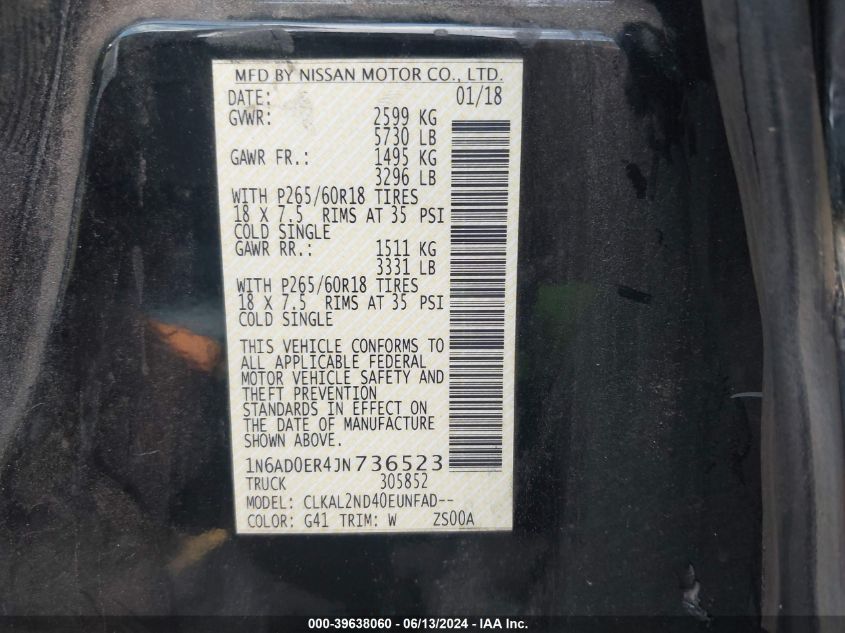 MFD BY NISSAN MOTOR CO., LTD.
DATE: 01/18
GVWR: 2599 KG
5730 LB
GAWR FR.: 1495 KG
3296 LB
WITH P265/60R18 TIRES
18 X 7.5 RIMS AT 35 PSI
COLD SINGLE
GAWR RR.: 1511 KG
3331 LB
WITH P265/60R18 TIRES
18 X 7.5 RIMS AT 35 PSI
COLD SINGLE
THIS VEHICLE CONFORMS TO
ALL APPLICABLE FEDERAL
MOTOR VEHICLE SAFETY AND
THEFT PREVENTION
STANDARDS IN EFFECT ON
THE DATE OF MANUFACTURE
SHOWN ABOVE.
1N6AD0ER4JN736523
TRUCK 305852
MODEL: CLKAL2ND40EUNFAD--
COLOR: G41 TRIM: W ZS00A
000-39638060 - 06/13/2024 - IAA Inc.